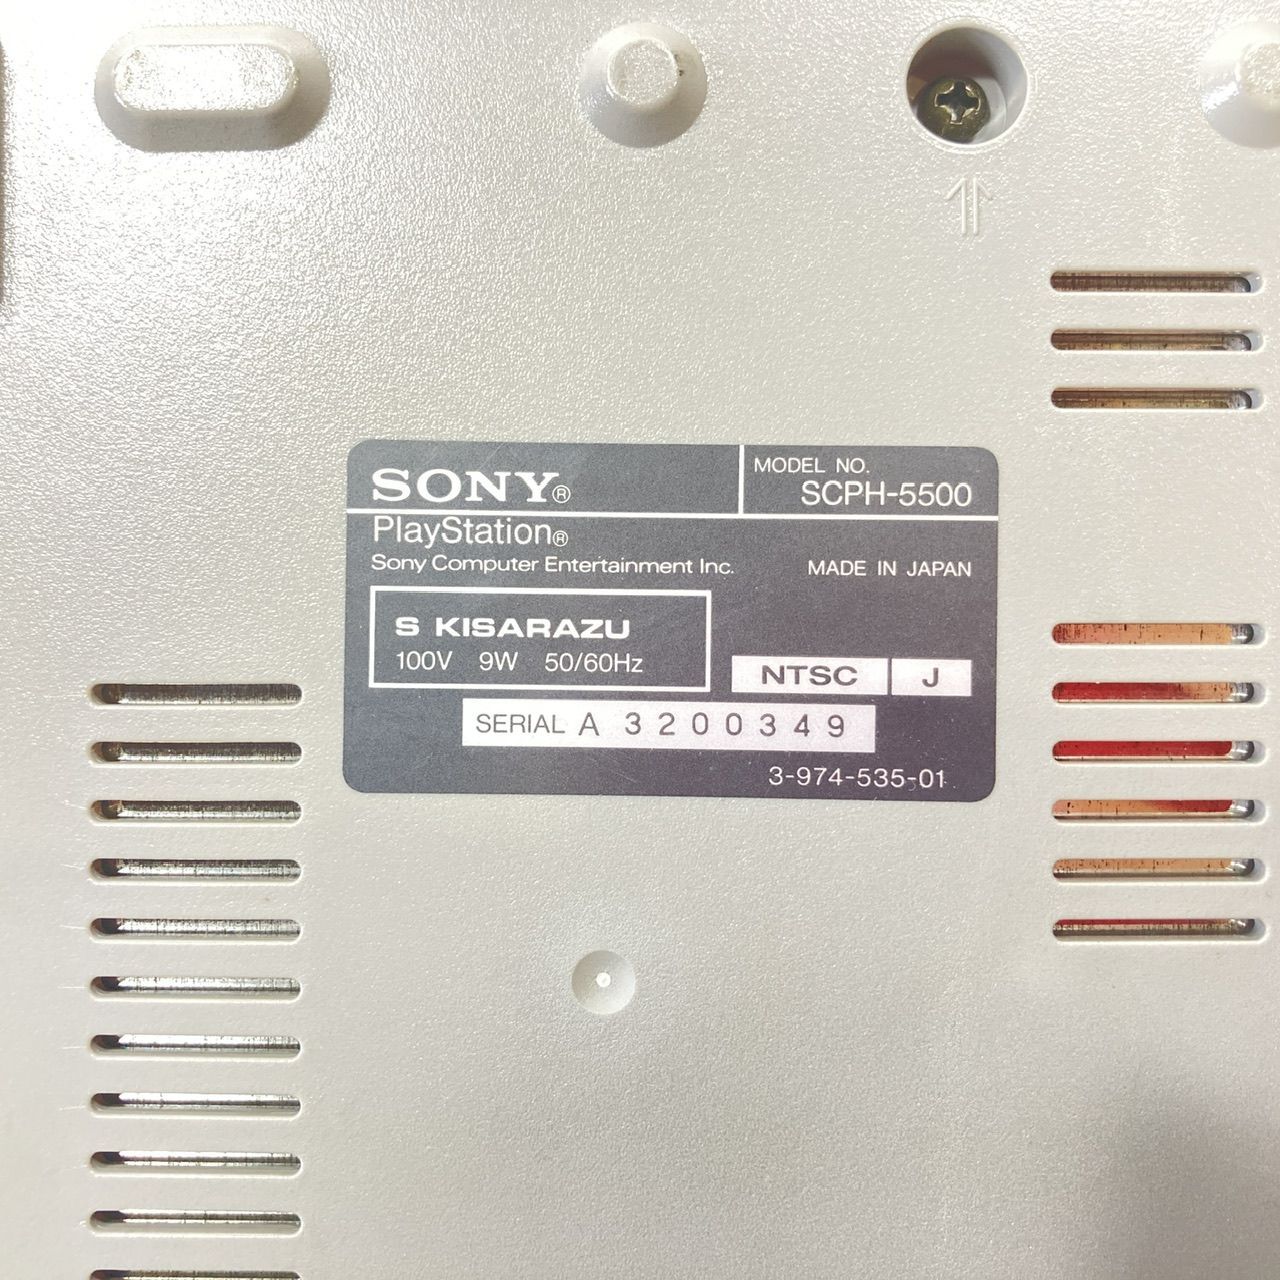 SONY®
MODEL NO.
SCPH-5500
PlayStation®
Sony Computer Entertainment Inc.
MADE IN JAPAN
S KISARAZU
100V 9W 50/60Hz
NTSC J
SERIAL A 3200349
3-974-535-01